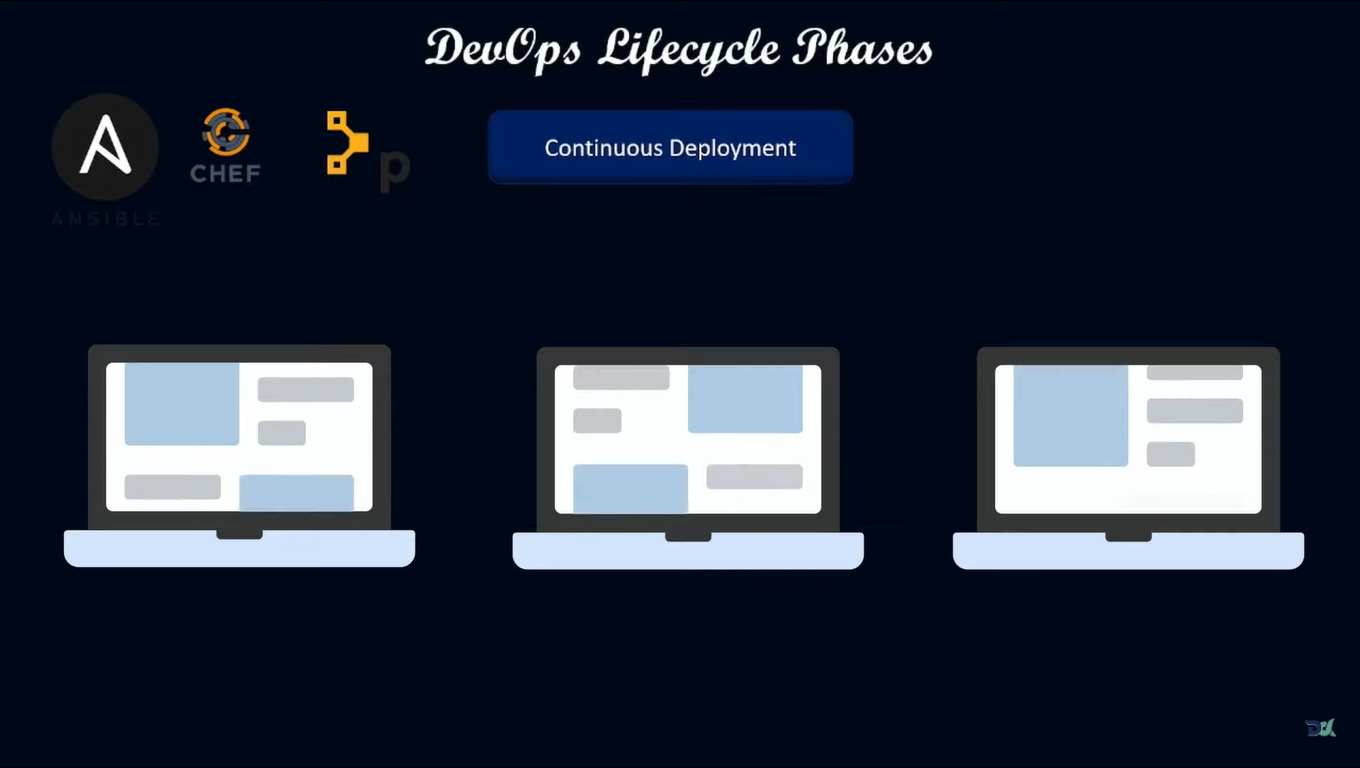 DevOps Lifecycle Phases
ANSIBLE
CHEF
p
Continuous Deployment